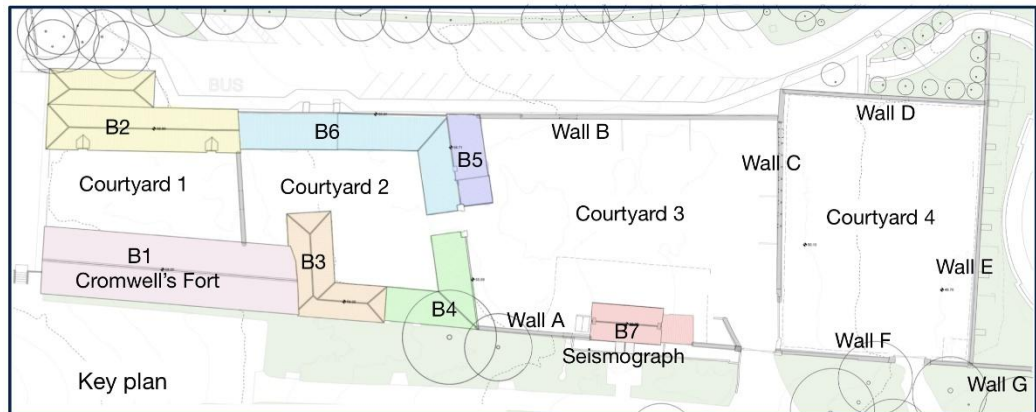 BUS
B2
B6
B5
Wall B
Wall D
Wall C
Courtyard 1
Courtyard 2
Courtyard 3
Courtyard 4
B1
Cromwell's Fort
B3
B4
Wall A
B7
Seismograph
Wall E
Wall F
Key plan
Wall G